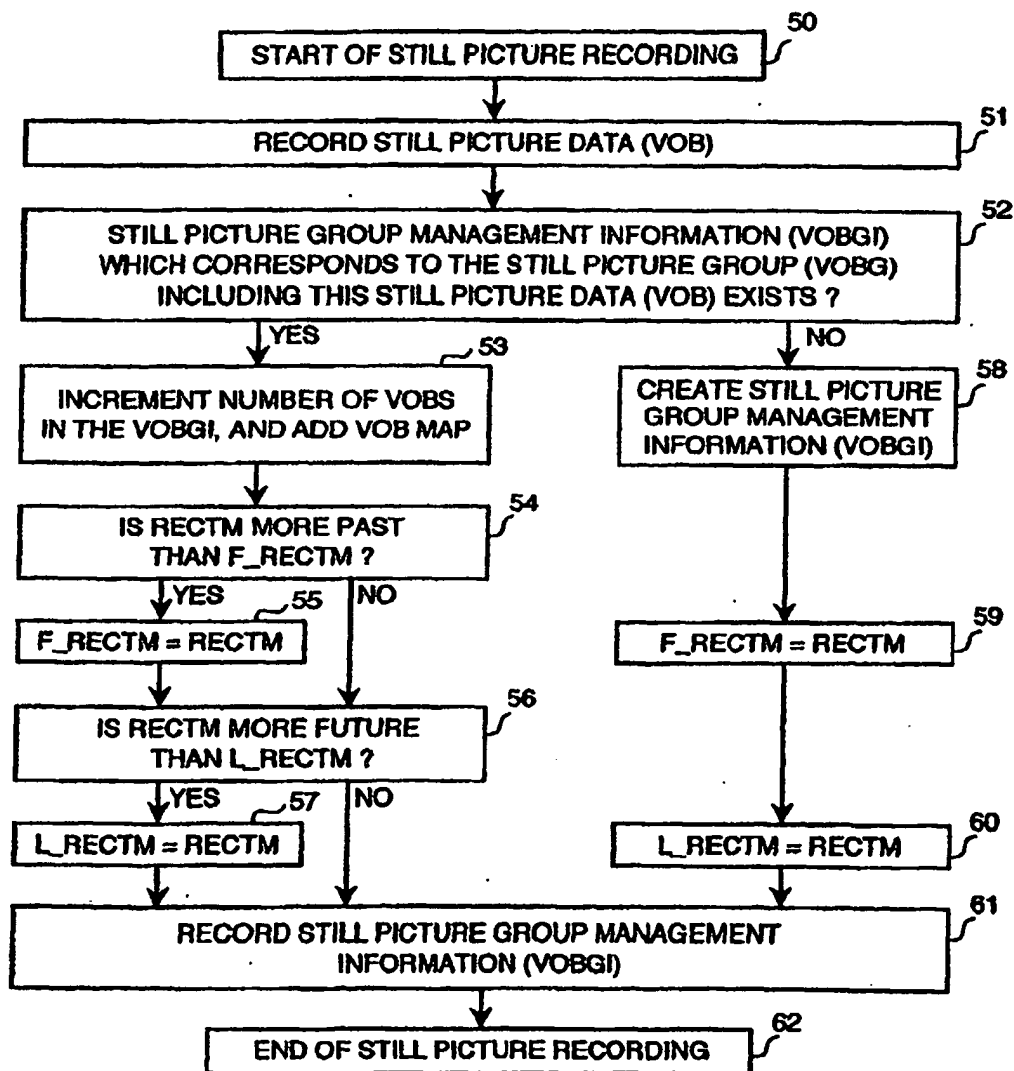 50
START OF STILL PICTURE RECORDING
51
RECORD STILL PICTURE DATA (VOB)
52
STILL PICTURE GROUP MANAGEMENT INFORMATION (VOBGI)
WHICH CORRESPONDS TO THE STILL PICTURE GROUP (VOBG)
INCLUDING THIS STILL PICTURE DATA (VOB) EXISTS ?
YES
NO
53
INCREMENT NUMBER OF VOBS
IN THE VOBGI, AND ADD VOB MAP
58
CREATE STILL PICTURE
GROUP MANAGEMENT
INFORMATION (VOBGI)
54
IS RECTM MORE PAST
THAN F_RECTM ?
YES
NO
55
F_RECTM = RECTM
59
F_RECTM = RECTM
56
IS RECTM MORE FUTURE
THAN L_RECTM ?
YES
NO
57
L_RECTM = RECTM
60
L_RECTM = RECTM
61
RECORD STILL PICTURE GROUP MANAGEMENT
INFORMATION (VOBGI)
62
END OF STILL PICTURE RECORDING